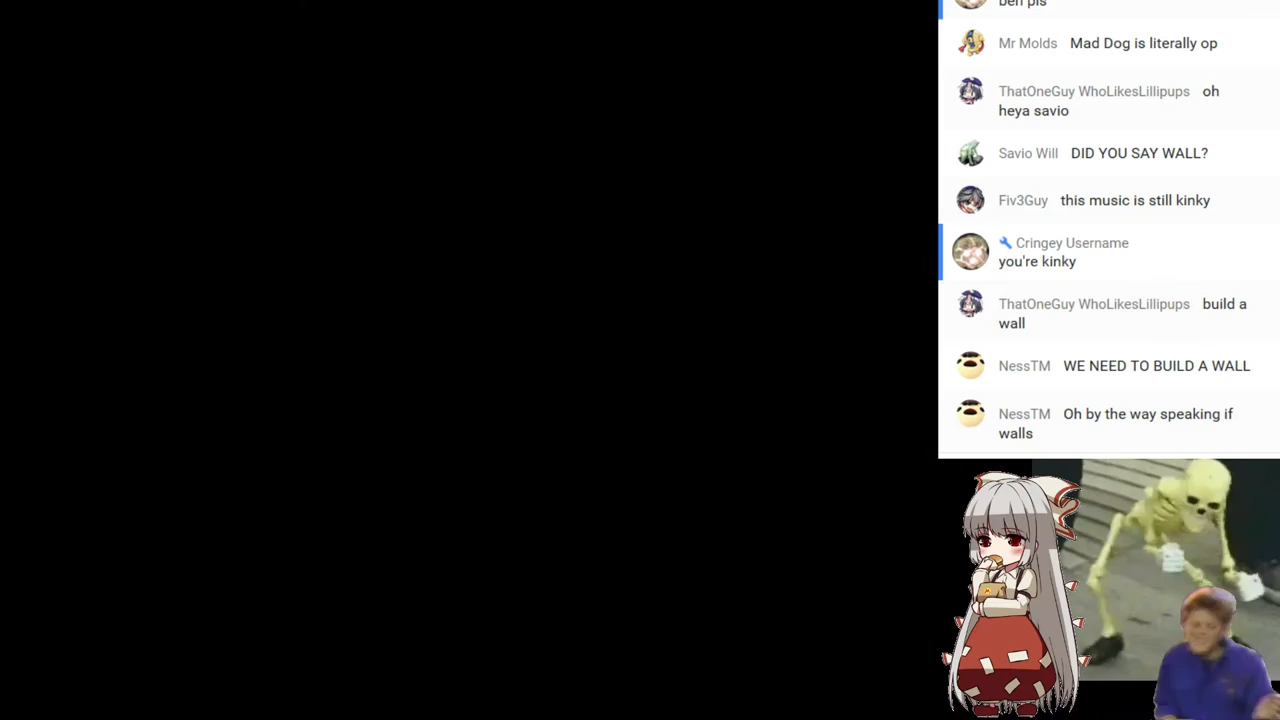 ben pls
Mr Molds Mad Dog is literally op
ThatOneGuy WhoLikesLillipups oh
heya savio
Savio Will DID YOU SAY WALL?
Fiv3Guy this music is still kinky
Cringey Username
you're kinky
ThatOneGuy WhoLikesLillipups build a
wall
NessTM WE NEED TO BUILD A WALL
NessTM Oh by the way speaking if
walls